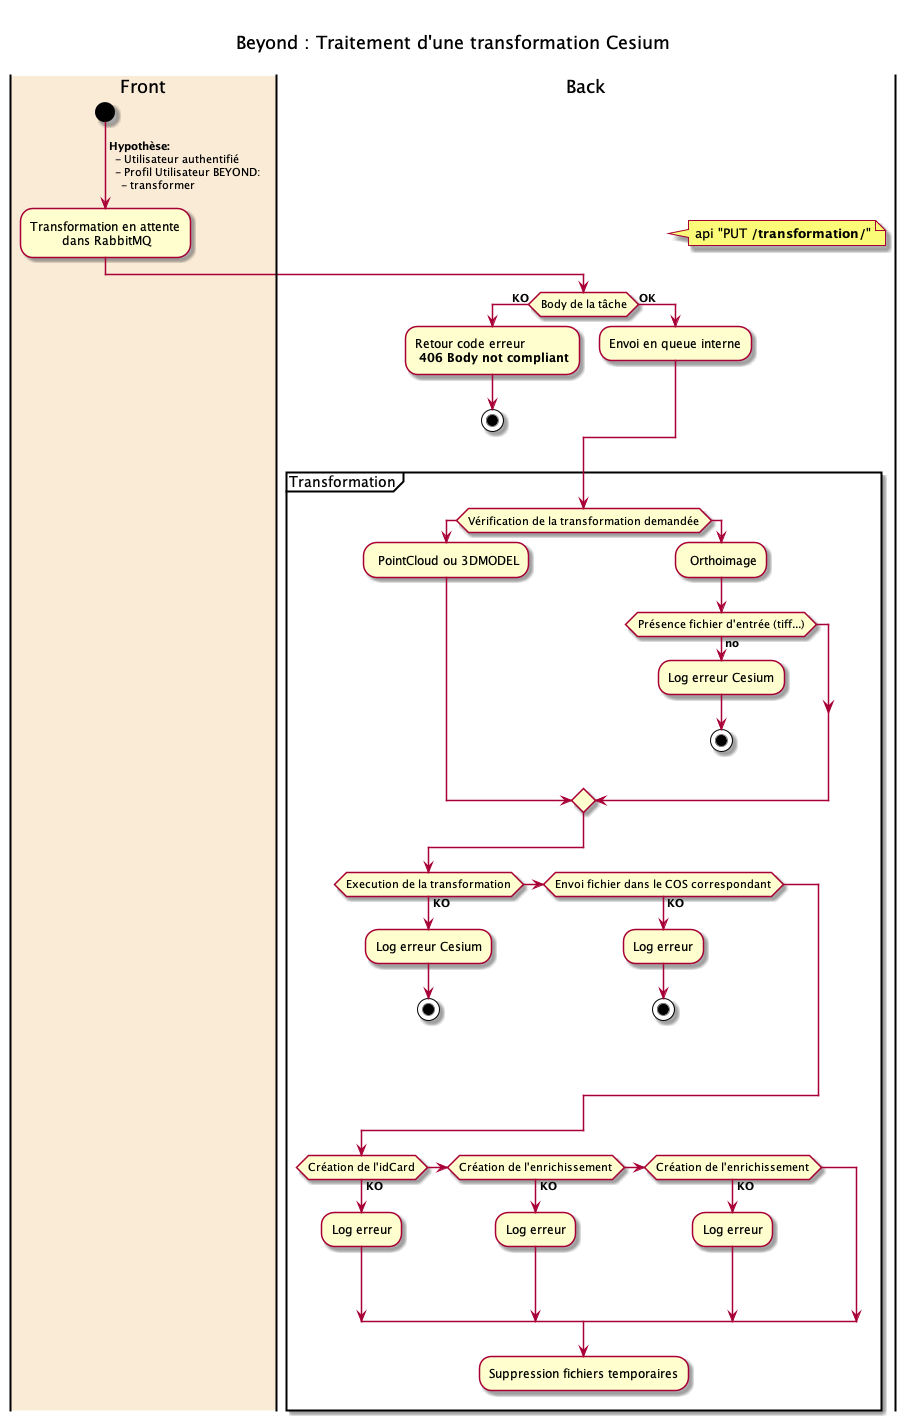 Beyond : Traitement d'une transformation Cesium
Front
Back
Hypothèse:
- Utilisateur authentifié
- Profil Utilisateur BEYOND:
- transformer
Transformation en attente
dans RabbitMQ
api "PUT /transformation/"
Body de la tâche
KO
OK
Retour code erreur
406 Body not compliant
Envoi en queue interne
Transformation
Vérification de la transformation demandée
PointCloud ou 3DMODEL
Orthoimage
Présence fichier d'entrée (tiff...)
no
Log erreur Cesium
Execution de la transformation
Envoi fichier dans le COS correspondant
KO
KO
Log erreur Cesium
Log erreur
Création de l'idCard
Création de l'enrichissement
Création de l'enrichissement
KO
KO
KO
Log erreur
Log erreur
Log erreur
Suppression fichiers temporaires